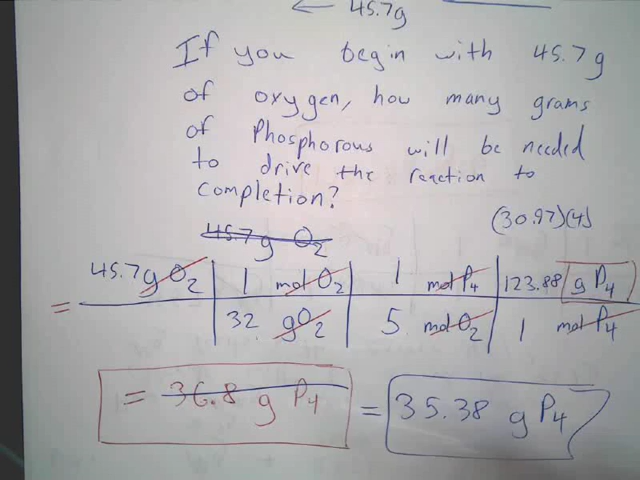 ← 45.7g
If you begin with 45.7g
of oxygen, how many grams
of Phosphorous will be needed
to drive the reaction to
completion?
45.7 g O₂ (30.97)(4)
45.7 g O₂ | 1 mol O₂ | 1 mol P₄ | 123.88 g P₄
= 32. g O₂ | 5 mol O₂ | 1 mol P₄
= 36.8 g P₄ = 35.38 g P₄